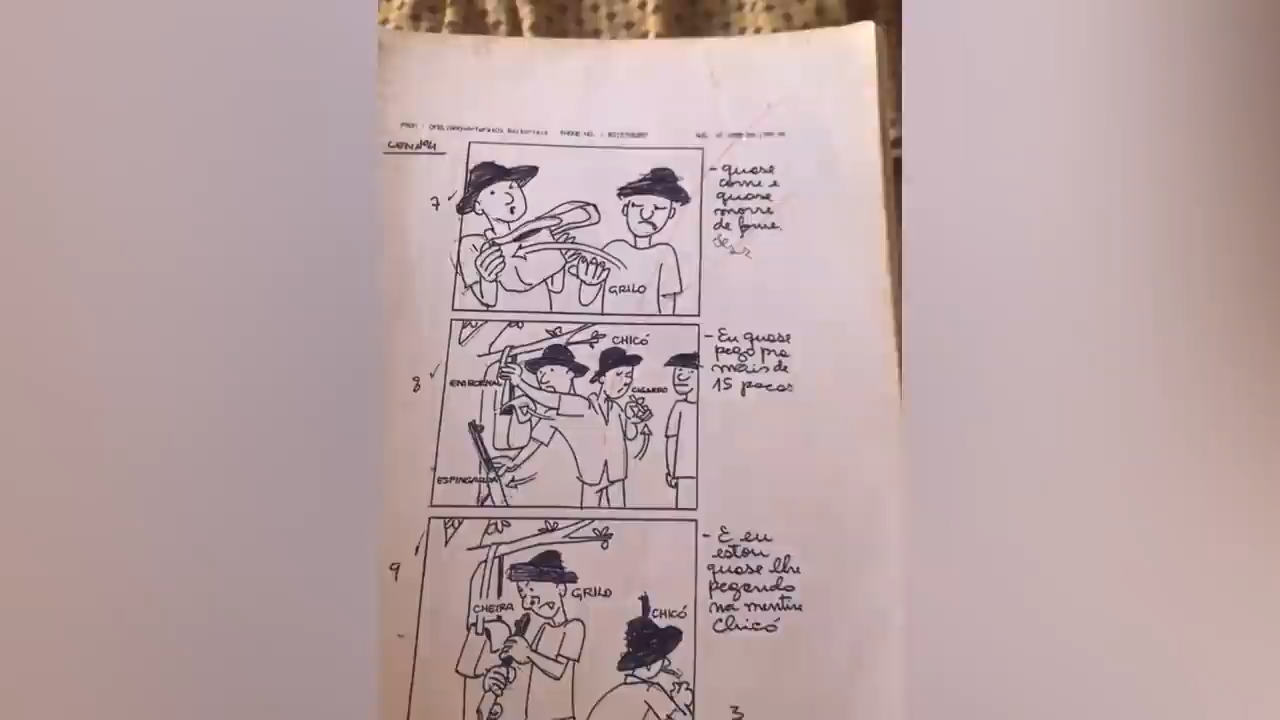 7
- quase
come e
quase
morre
de fome.
GRILO
8
CHICÓ
EMBORNAL
CIGARRO
ESPINGARDA
- Eu quase
pego pra
mais de
15 pacas
9
CHEIRA
GRILO
CHICÓ
- E eu
estou
quase lhe
pegando
na mentira
Chicó
3